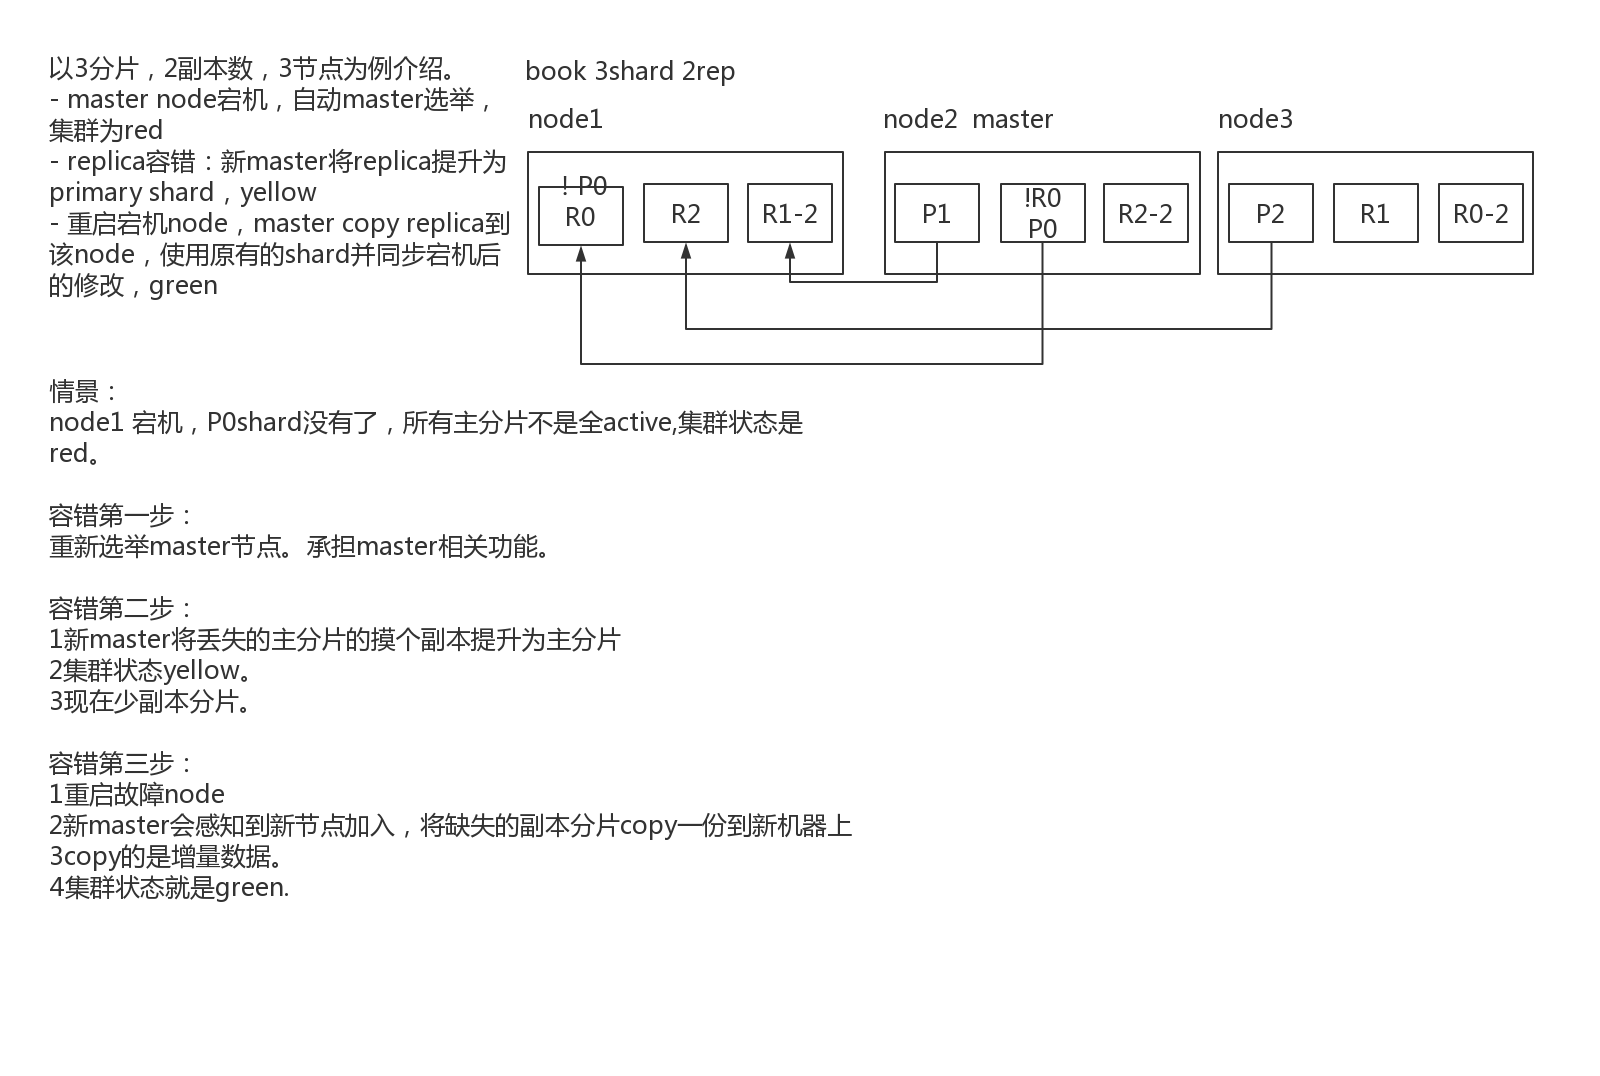 以3分片，2副本数，3节点为例介绍。
- master node宕机，自动master选举，
集群为red
- replica容错：新master将replica提升为
primary shard，yellow
- 重启宕机node，master copy replica到
该node，使用原有的shard并同步宕机后
的修改，green
book 3shard 2rep
node1
node2  master
node3
! P0
R0
R2
R1-2
P1
!R0
P0
R2-2
P2
R1
R0-2
情景：
node1 宕机，P0shard没有了，所有主分片不是全active,集群状态是
red。
容错第一步：
重新选举master节点。承担master相关功能。
容错第二步：
1新master将丢失的主分片的摸个副本提升为主分片
2集群状态yellow。
3现在少副本分片。
容错第三步：
1重启故障node
2新master会感知到新节点加入，将缺失的副本分片copy一份到新机器上
3copy的是增量数据。
4集群状态就是green.